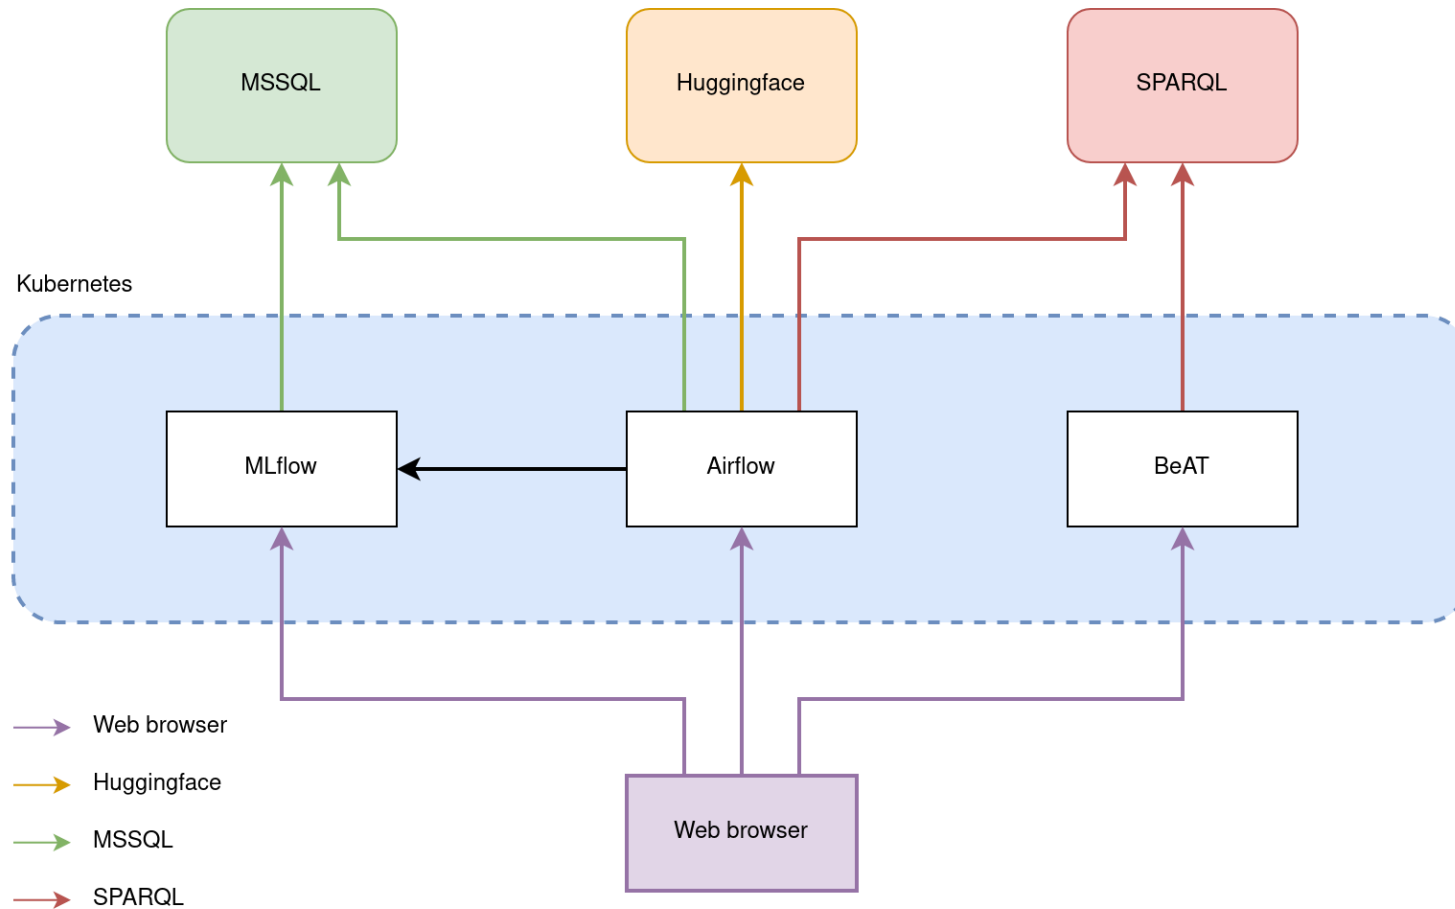 MSSQL
Huggingface
SPARQL
Kubernetes
MLflow
Airflow
BeAT
Web browser
Huggingface
MSSQL
SPARQL
Web browser